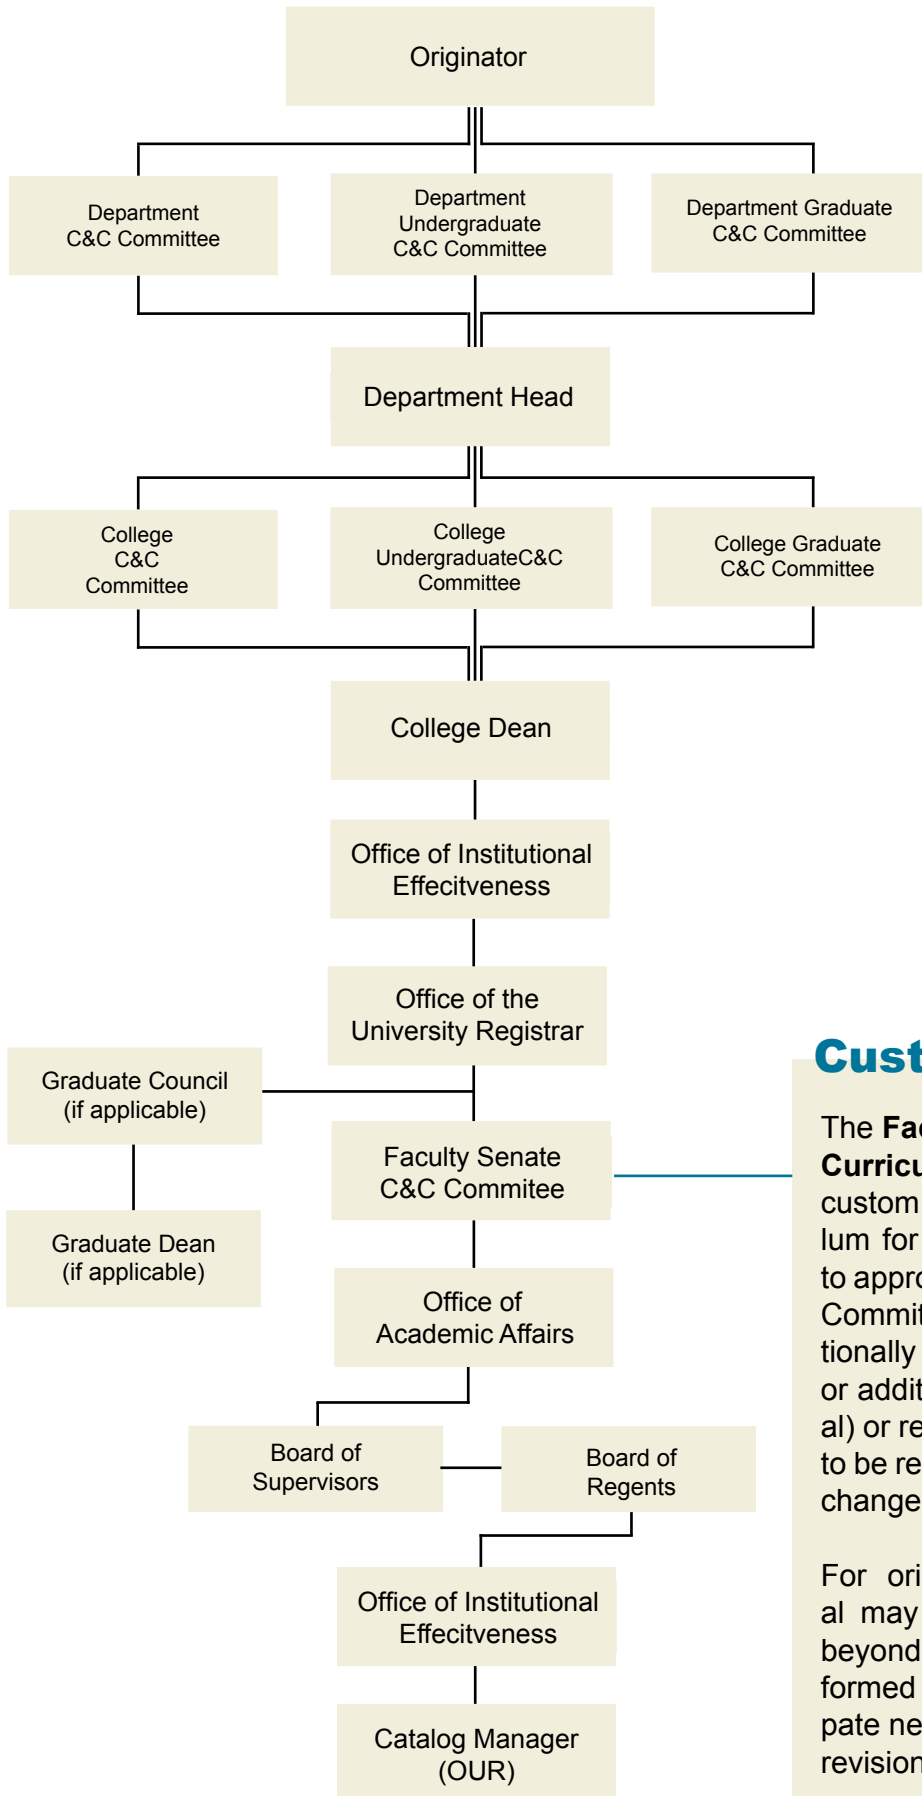 Originator
Department
C&C Committee
Department
Undergraduate
C&C Committee
Department Graduate
C&C Committee
Department Head
College
C&C
Committee
College
UndergraduateC&C
Committee
College Graduate
C&C Committee
College Dean
Office of Institutional
Effecitveness
Office of the
University Registrar
Graduate Council
(if applicable)
Graduate Dean
(if applicable)
Faculty Senate
C&C Commitee
Office of
Academic Affairs
Board of
Supervisors
Board of
Regents
Office of Institutional
Effecitveness
Catalog Manager
(OUR)
Cust
The Fac
Curricu
custom
lum for
to appro
Commit
tionally
or addit
al) or re
to be re
change
For ori
al may
beyond
formed
pate ne
revision